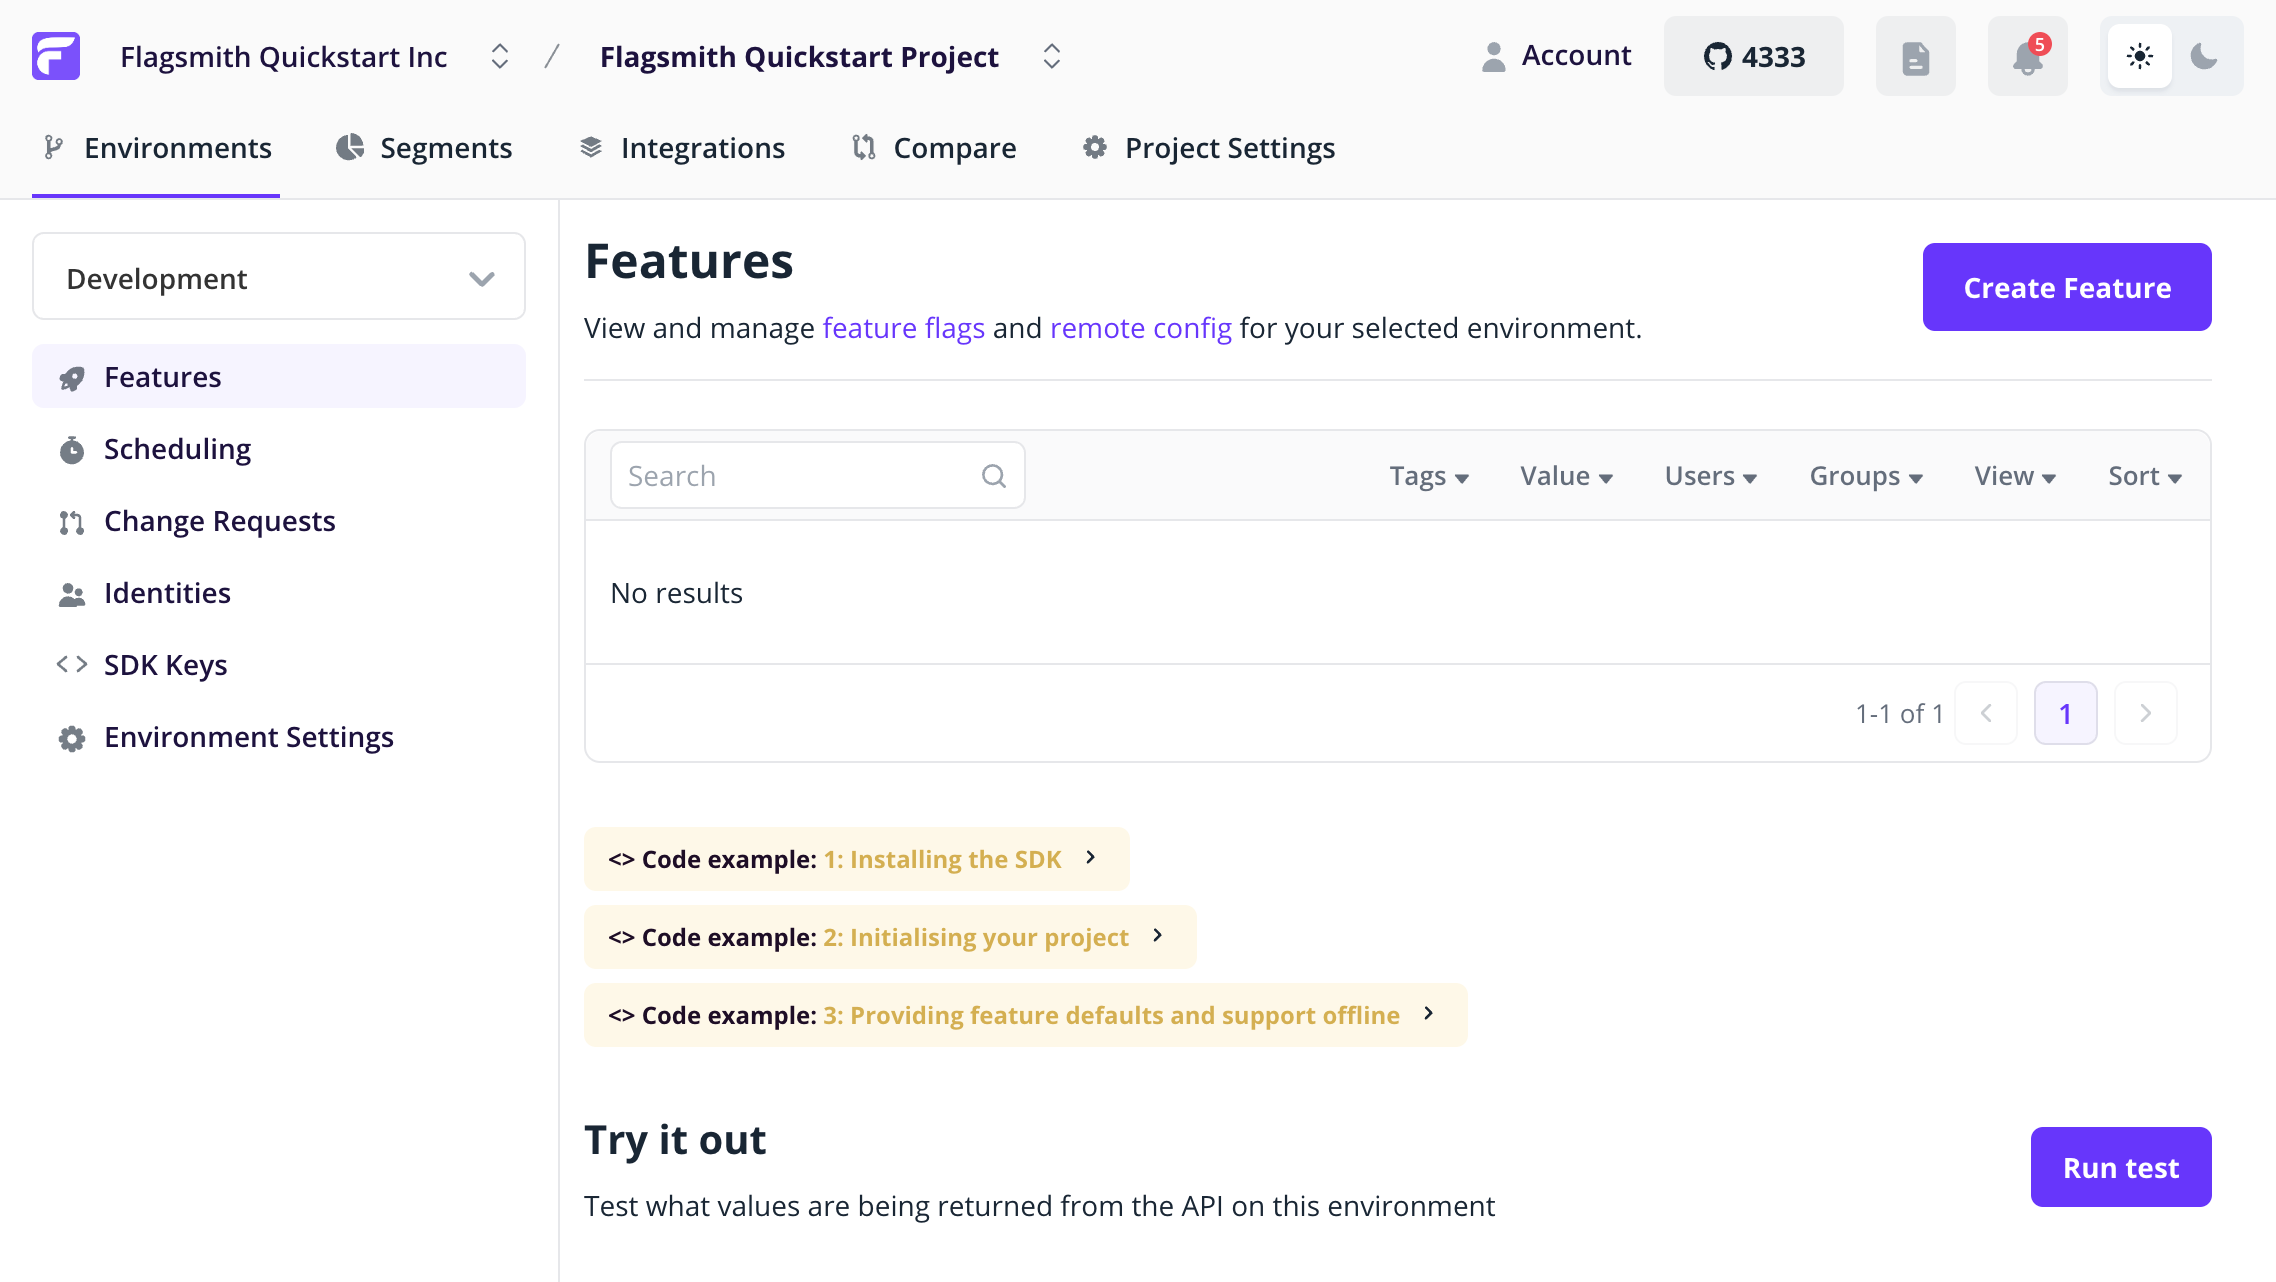 Flagsmith Quickstart Inc / Flagsmith Quickstart Project Account 4333 5
Environments Segments Integrations Compare Project Settings
Development
Features
Scheduling
Change Requests
Identities
SDK Keys
Environment Settings
Features
Create Feature
View and manage feature flags and remote config for your selected environment.
Search Tags Value Users Groups View Sort
No results
1-1 of 1 1
<> Code example: 1: Installing the SDK
<> Code example: 2: Initialising your project
<> Code example: 3: Providing feature defaults and support offline
Try it out
Run test
Test what values are being returned from the API on this environment